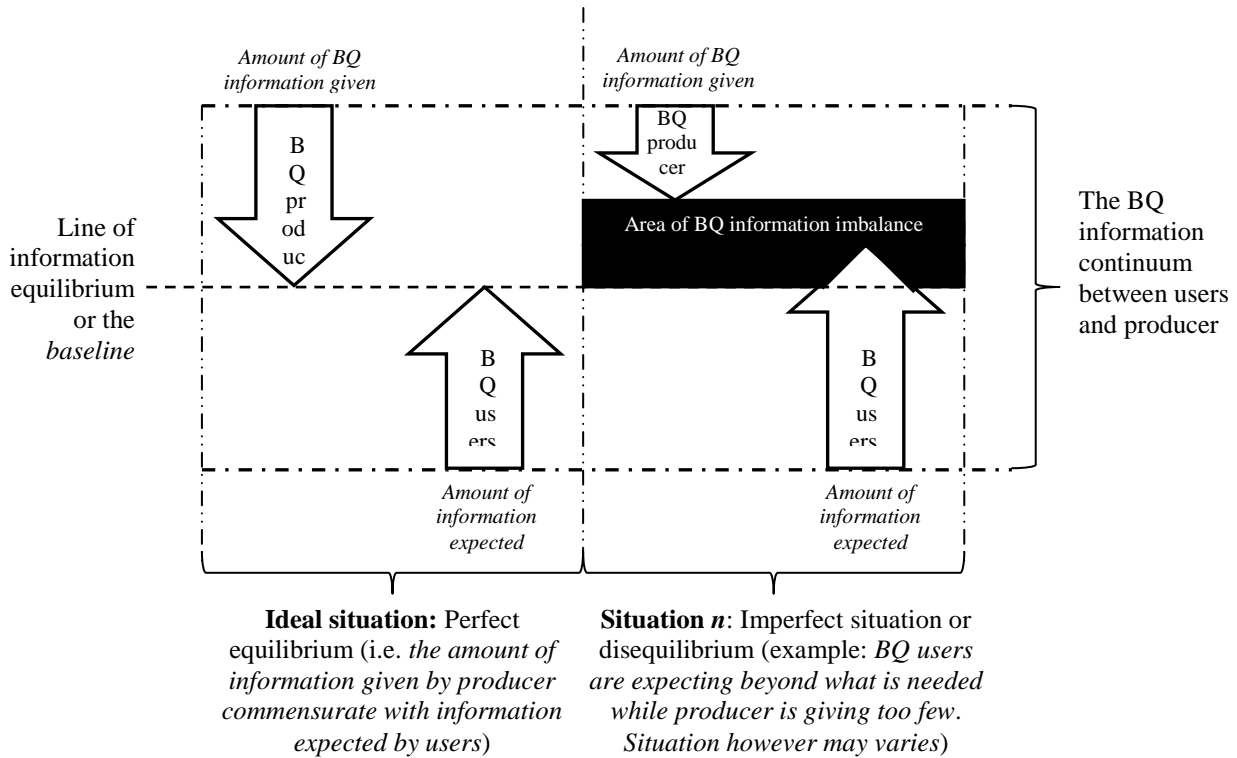 Amount of BQ
information given
Amount of BQ
information given
B
Q
pr
od
uc
BQ
produ
cer
Line of
information
equilibrium
or the
baseline
Area of BQ information imbalance
The BQ
information
continuum
between users
and producer
B
Q
us
ers
B
Q
us
ers
Amount of
information
expected
Amount of
information
expected
Ideal situation: Perfect
equilibrium (i.e. the amount of
information given by producer
commensurate with information
expected by users)
Situation n: Imperfect situation or
disequilibrium (example: BQ users
are expecting beyond what is needed
while producer is giving too few.
Situation however may varies)